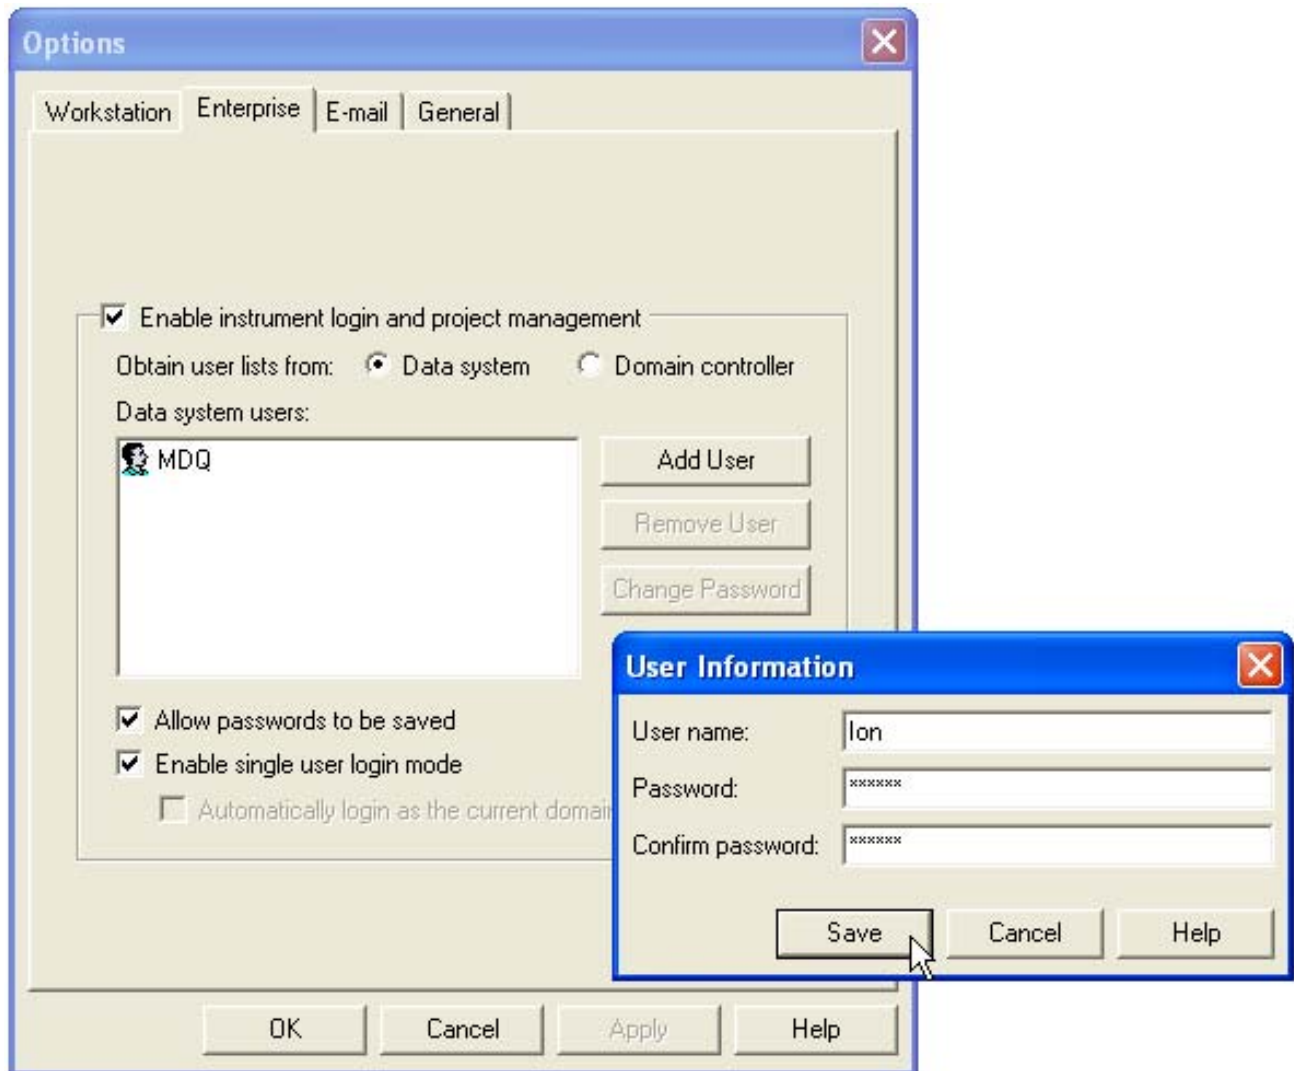 Options
Workstation Enterprise E-mail General
Enable instrument login and project management
Obtain user lists from: Data system Domain controller
Data system users:
MDQ
Add User
Remove User
Change Password
Allow passwords to be saved
Enable single user login mode
Automatically login as the current domain
OK Cancel Apply Help
User Information
User name: Ion
Password: ******
Confirm password: ******
Save Cancel Help